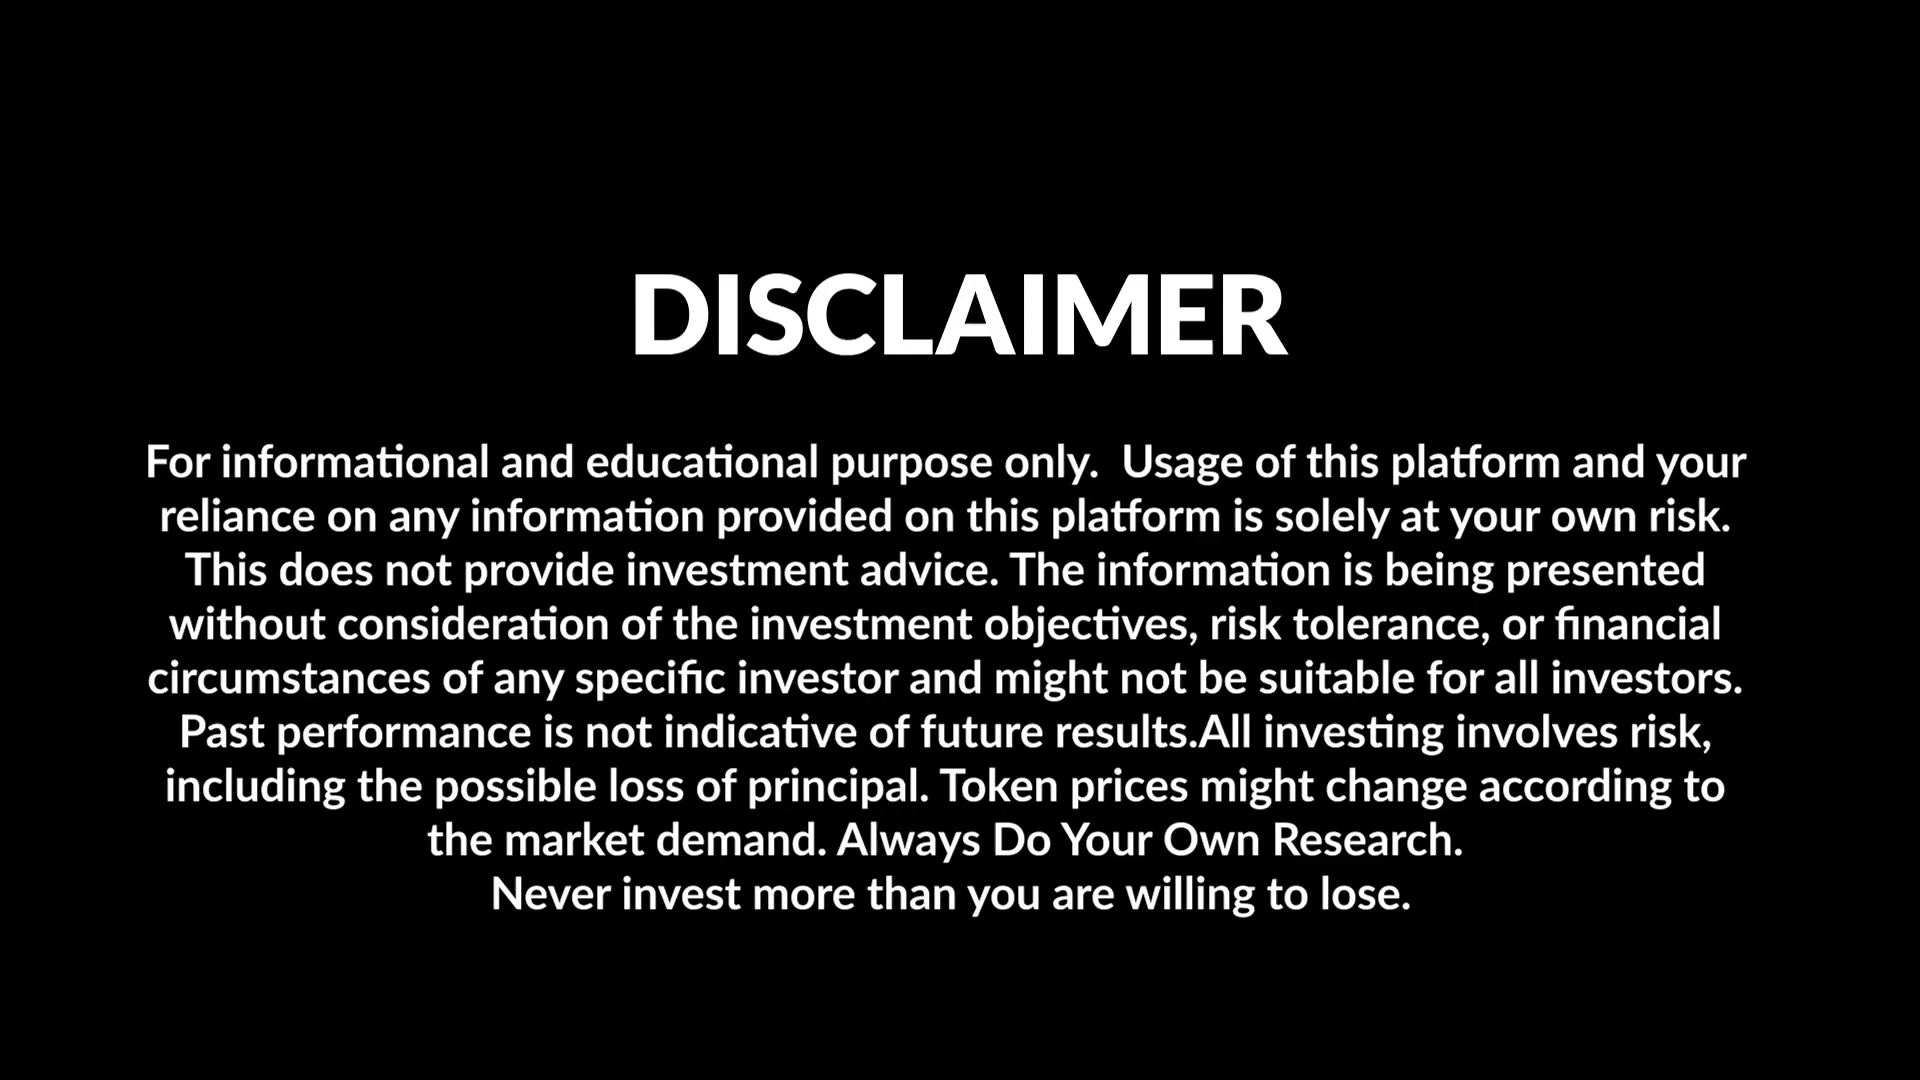 DISCLAIMER
For informational and educational purpose only.  Usage of this platform and your
reliance on any information provided on this platform is solely at your own risk.
This does not provide investment advice. The information is being presented
without consideration of the investment objectives, risk tolerance, or financial
circumstances of any specific investor and might not be suitable for all investors.
Past performance is not indicative of future results.All investing involves risk,
including the possible loss of principal. Token prices might change according to
the market demand. Always Do Your Own Research.
Never invest more than you are willing to lose.